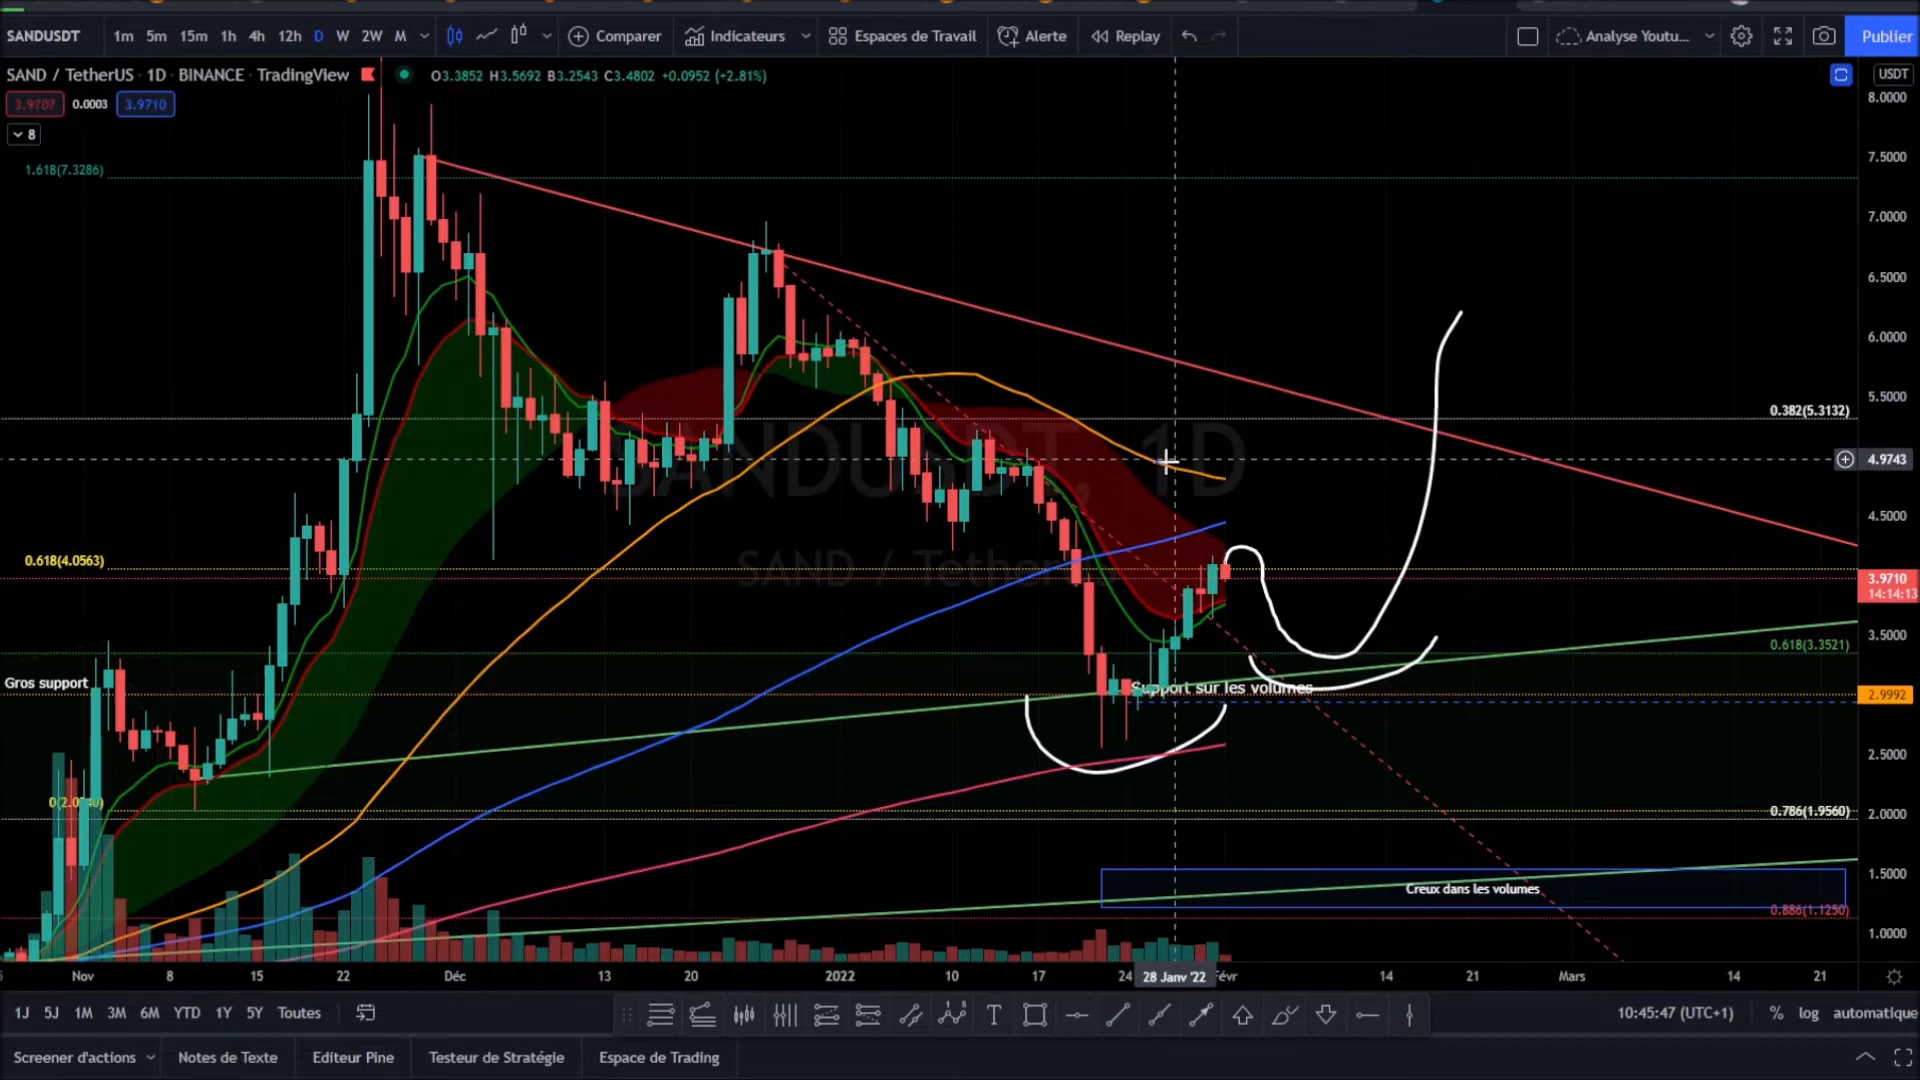 SANDUSDT 1m 5m 15m 1h 4h 12h D W 2W M Comparer Indicateurs Espaces de Travail Alerte Replay Analyse Youtu... Publier
SAND / TetherUS · 1D · BINANCE · TradingView O3.3852 H3.5692 B3.2543 C3.4802 +0.0952 (+2.81%) USDT
3.9707 0.0003 3.9710
8
8.0000
7.5000
7.0000
6.5000
6.0000
5.5000
4.9743
4.5000
3.9710
14:14:13
3.5000
2.9992
2.5000
2.0000
1.5000
1.0000
1.618(7.3286)
0.382(5.3132)
SANDUSDT, 1D
SAND / TetherUS
0.618(4.0563)
0.618(3.3521)
Gros support
Support sur les volumes
0.786(1.9560)
Creux dans les volumes
0.886(1.1250)
Nov 8 15 22 Déc 13 20 2022 10 17 24 28 Janv '22 Févr 14 21 Mars 14 21
1J 5J 1M 3M 6M YTD 1Y 5Y Toutes 10:45:47 (UTC+1) % log automatique
Screener d'actions Notes de Texte Editeur Pine Testeur de Stratégie Espace de Trading